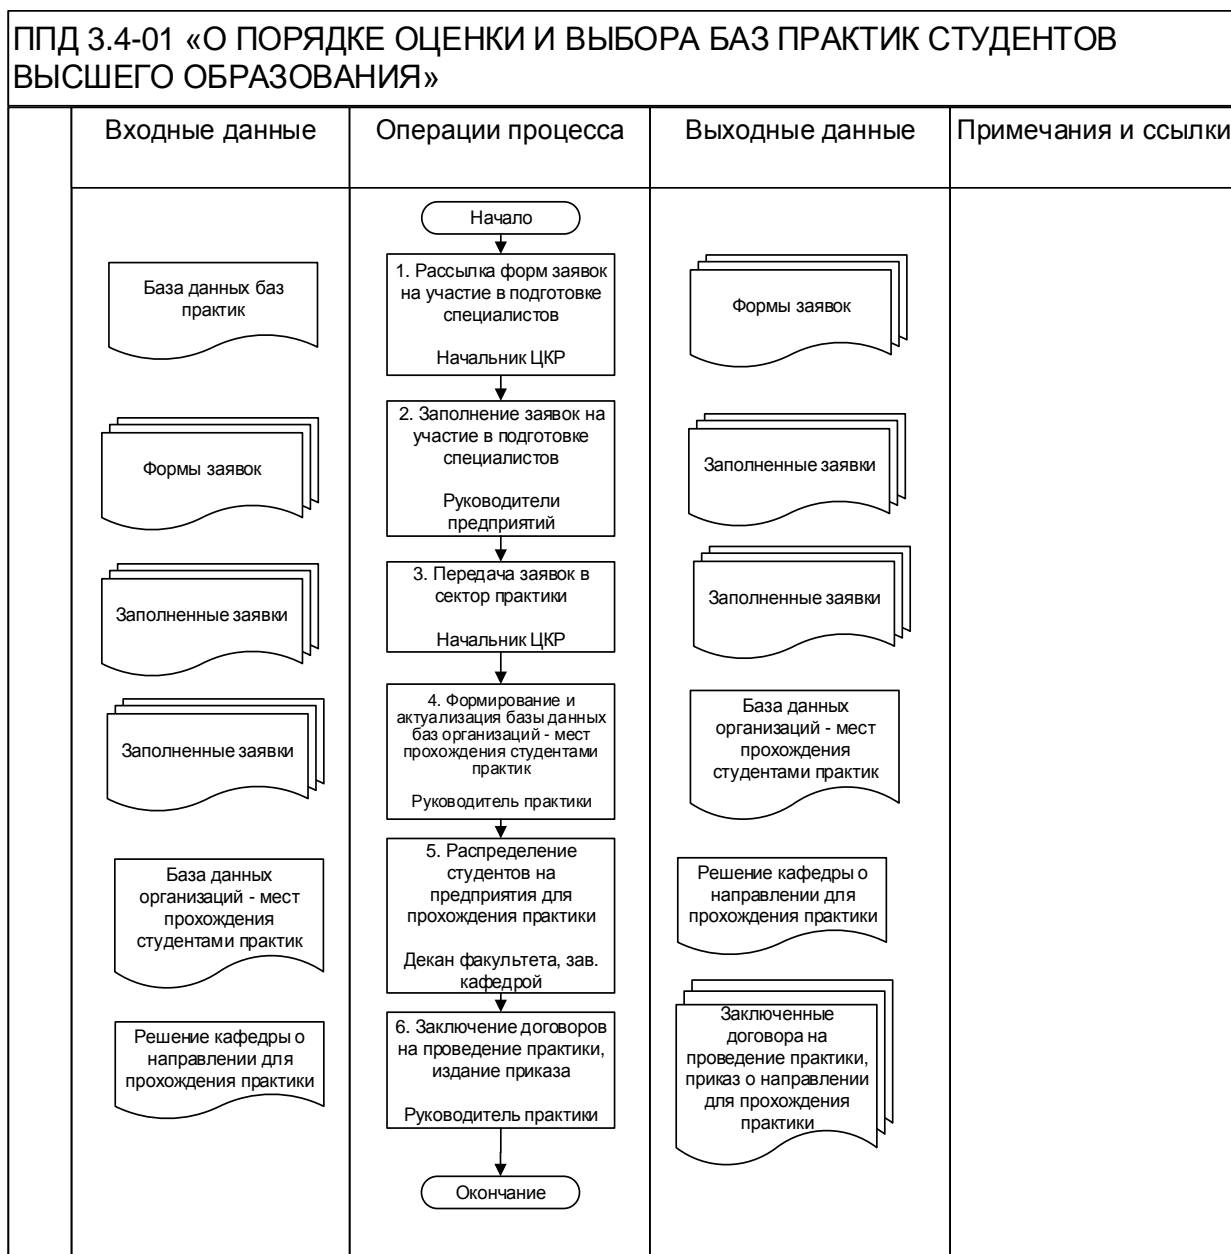 ППД 3.4-01 «О ПОРЯДКЕ ОЦЕНКИ И ВЫБОРА БАЗ ПРАКТИК СТУДЕНТОВ
ВЫСШЕГО ОБРАЗОВАНИЯ»
Входные данные
Операции процесса
Выходные данные
Примечания и ссылки
Начало
База данных баз
практик
1. Рассылка форм заявок
на участие в подготовке
специалистов
Начальник ЦКР
Формы заявок
Формы заявок
2. Заполнение заявок на
участие в подготовке
специалистов
Руководители
предприятий
Заполненные заявки
Заполненные заявки
3. Передача заявок в
сектор практики
Начальник ЦКР
Заполненные заявки
Заполненные заявки
4. Формирование и
актуализация базы данных
баз организаций - мест
прохождения студентами
практик
Руководитель практики
База данных
организаций - мест
прохождения
студентами практик
База данных
организаций - мест
прохождения
студентами практик
5. Распределение
студентов на
предприятия для
прохождения практики
Декан факультета, зав.
кафедрой
Решение кафедры о
направлении для
прохождения практики
Решение кафедры о
направлении для
прохождения практики
6. Заключение договоров
на проведение практики,
издание приказа
Руководитель практики
Заключенные
договора на
проведение практики,
приказ о направлении
для прохождения
практики
Окончание